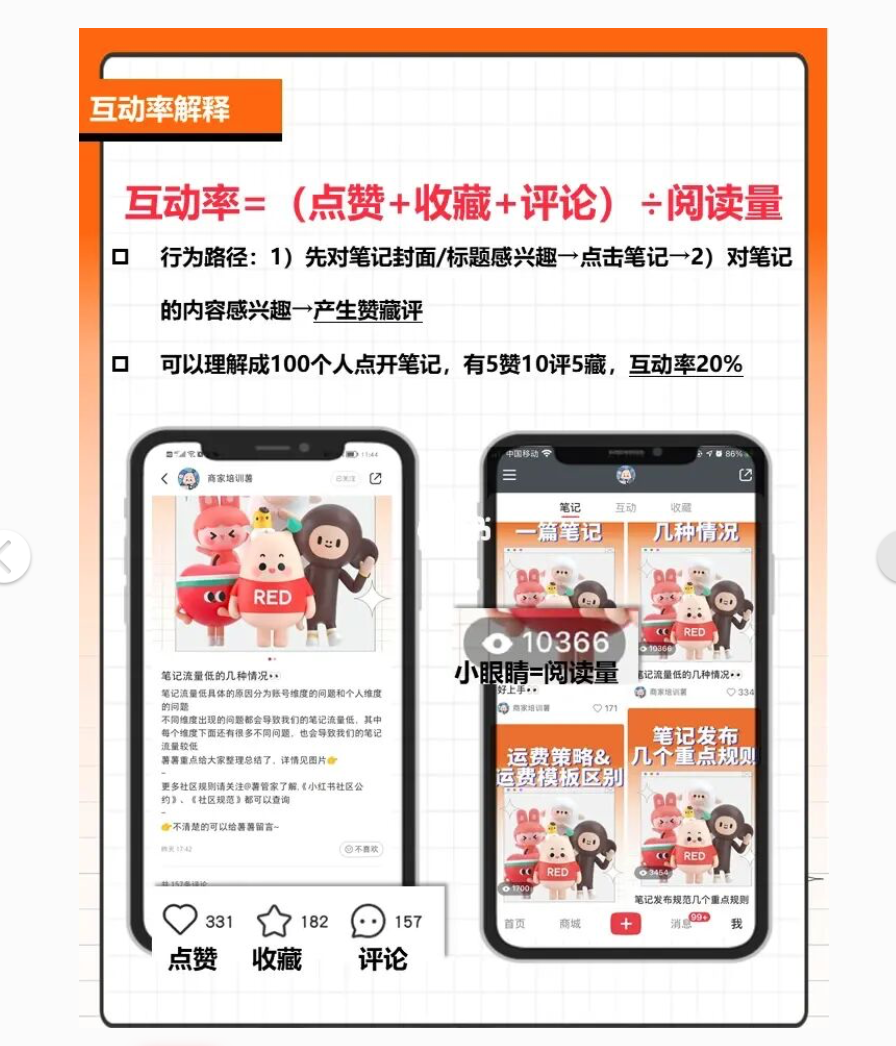 互动率解释
互动率=（点赞+收藏+评论）÷阅读量
行为路径：1）先对笔记封面/标题感兴趣→点击笔记→2）对笔记
的内容感兴趣→产生赞藏评
可以理解成100个人点开笔记，有5赞10评5藏，互动率20%
11:44
商家培训薯
已关注
RED
笔记流量低的几种情况👀
笔记流量低具体的原因分为账号维度的问题和个人维度
的问题
不同维度出现的问题都会导致我们的笔记流量低，其中
每个维度下面还有很多不同问题，也会导致我们的笔记
流量较低
薯薯重点给大家整理总结了，详情见图片👉
~
更多社区规则请关注@薯管家了解,《小红书社区公
约》、《社区规范》都可以查询
~
👉不清楚的可以给薯薯留言~
昨天 17:42
不喜欢
共 157条评论
331
182
157
点赞
收藏
评论
中国移动
86%
笔记
互动
收藏
书
一篇笔记
几种情况
RED
10366
10366
小眼睛=阅读量
好上手👀
商家培训薯
171
笔记流量低的几种情况👀
商家培训薯
334
运费策略&
运费模板区别
RED
1700
笔记发布
几个重点规则
RED
3454
笔记发布规范几个重点规则
首页
商城
消息
99+
我